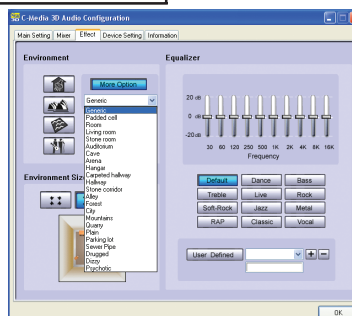 C-Media 3D Audio Configuration
Main Setting Mixer Effect Device Setting Information
Environment
More Option
Generic
Generic
Padded cell
Room
Living room
Stone room
Auditorium
Cave
Arena
Hangar
Carpeted hallway
Hallway
Stone corridor
Alley
Forest
City
Mountains
Quarry
Plain
Parking lot
Sewer Pipe
Drugged
Dizzy
Psychotic
Environment Siz
Equalizer
20 dB
0 dB
-20 dB
30 60 120 250 500 1K 2K 4K 8K 16K
Frequency
Default Dance Bass
Treble Live Rock
Soft-Rock Jazz Metal
RAP Classic Vocal
User Defined
OK